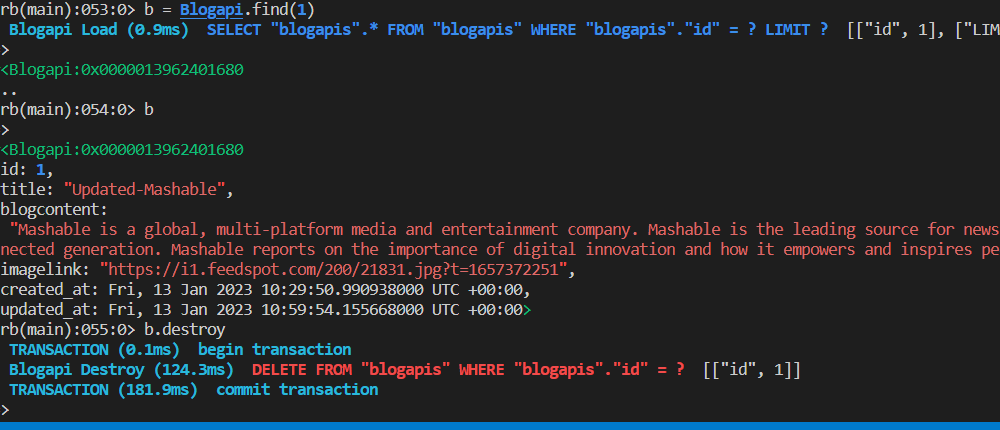 rb(main):053:0> b = Blogapi.find(1)
Blogapi Load (0.9ms)  SELECT "blogapis".* FROM "blogapis" WHERE "blogapis"."id" = ? LIMIT ?  [["id", 1], ["LIM
>
<Blogapi:0x0000013962401680
..
rb(main):054:0> b
>
<Blogapi:0x0000013962401680
id: 1,
title: "Updated-Mashable",
blogcontent:
"Mashable is a global, multi-platform media and entertainment company. Mashable is the leading source for news
nected generation. Mashable reports on the importance of digital innovation and how it empowers and inspires pe
imagelink: "https://i1.feedspot.com/200/21831.jpg?t=1657372251",
created_at: Fri, 13 Jan 2023 10:29:50.990938000 UTC +00:00,
updated_at: Fri, 13 Jan 2023 10:59:54.155668000 UTC +00:00>
rb(main):055:0> b.destroy
TRANSACTION (0.1ms)  begin transaction
Blogapi Destroy (124.3ms)  DELETE FROM "blogapis" WHERE "blogapis"."id" = ?  [["id", 1]]
TRANSACTION (181.9ms)  commit transaction
>